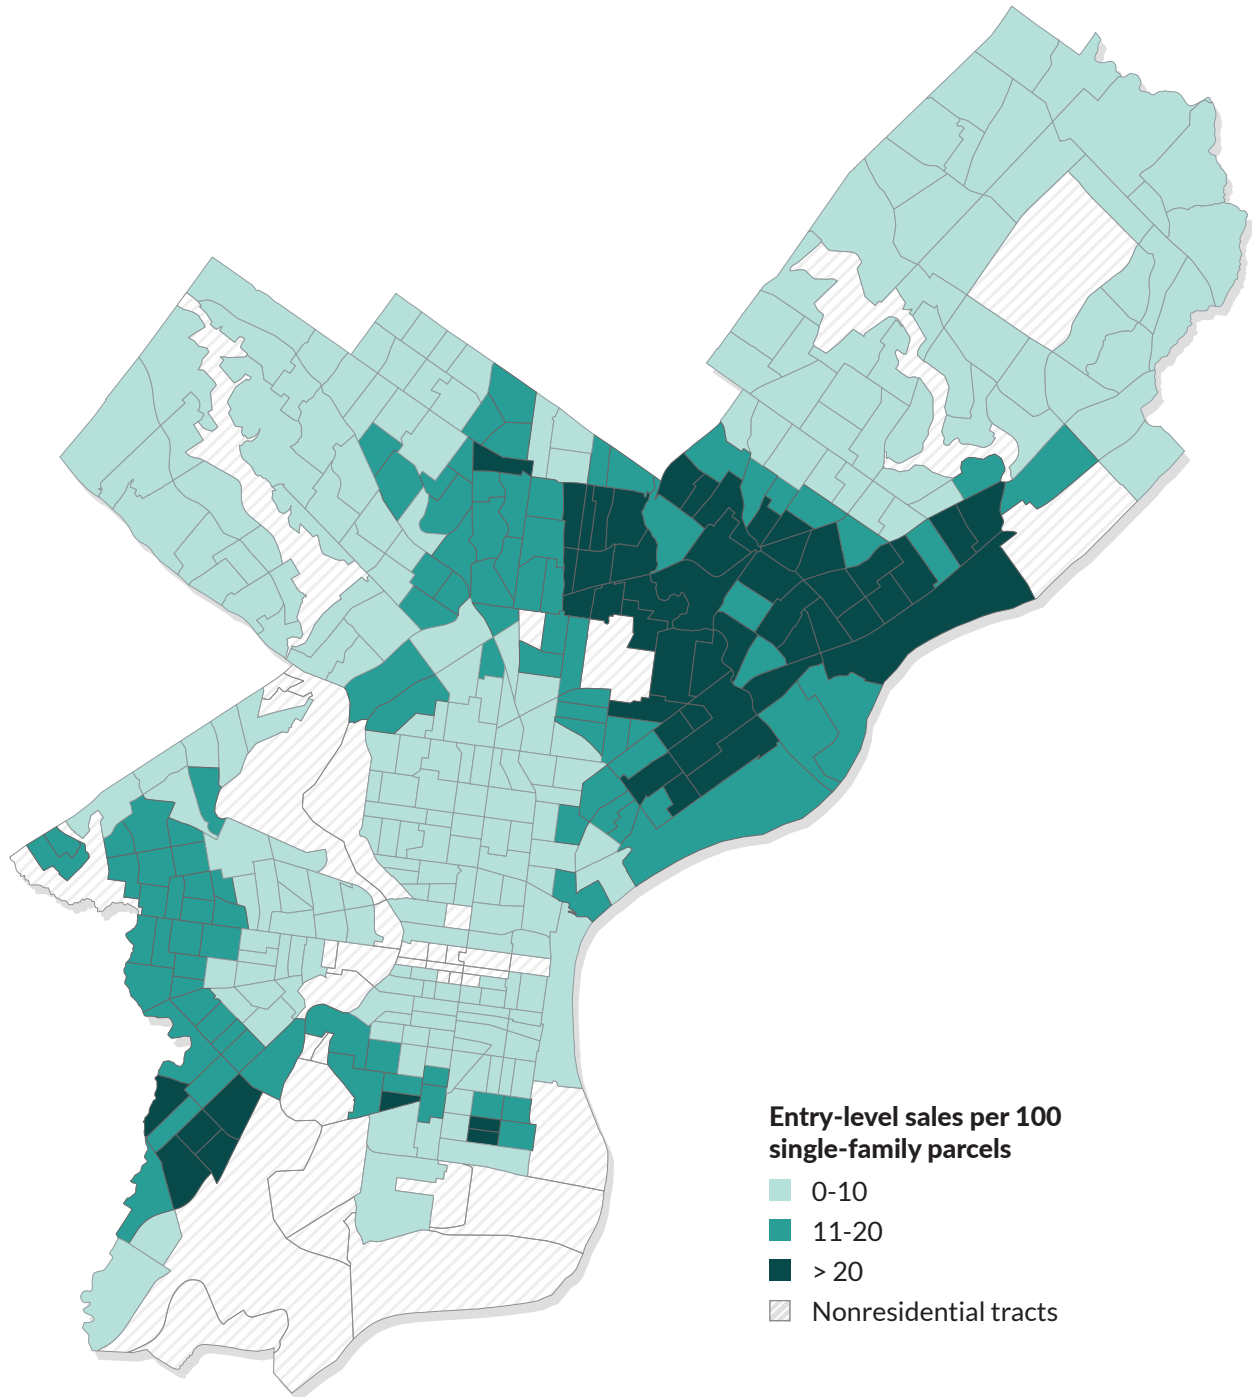 Entry-level sales per 100
single-family parcels
0-10
11-20
> 20
Nonresidential tracts